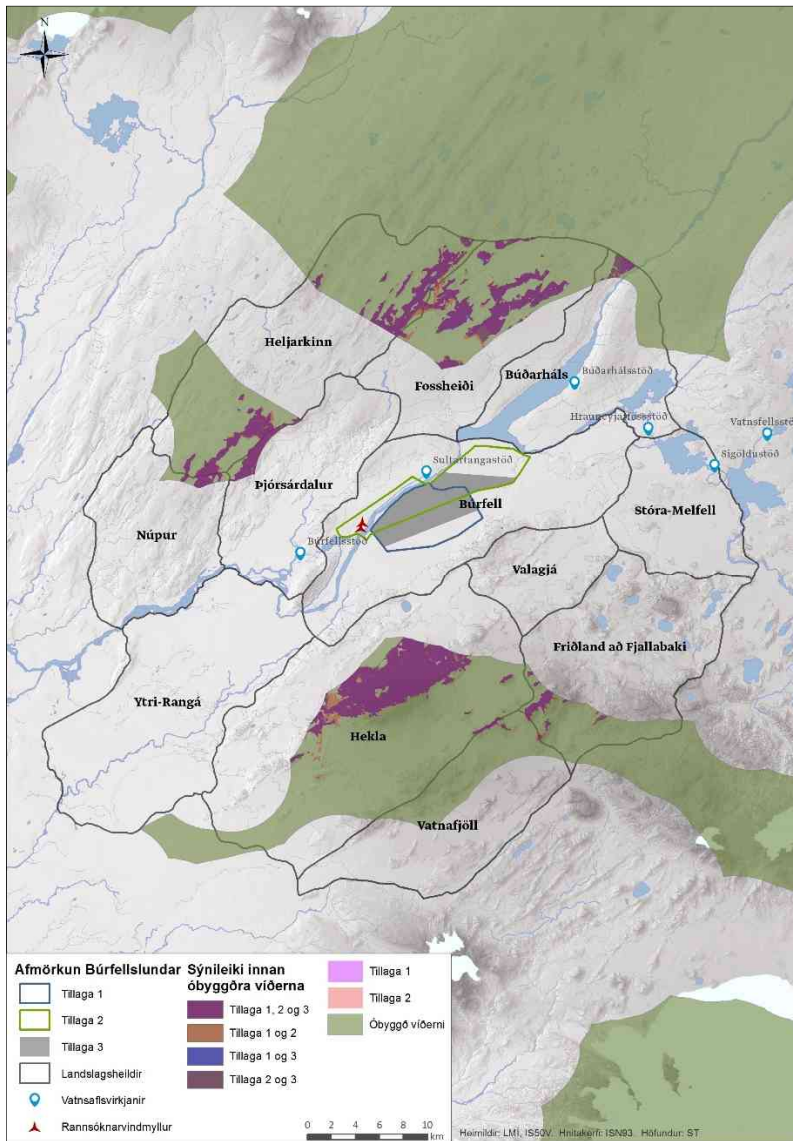 N
Heljarkinn
Fossheiði
Búðarháls
Búðarhálsstöð
Hrauneyjafossstöð
Vatnsfellsstö
Sigöldustöð
Sultartangastöð
Þjórsárdalur
Búrfell
Stóra-Melfell
Núpur
Búrfellsstöð
Valagjá
Friðland að Fjallabaki
Ytri-Rangá
Hekla
Vatnafjöll
Afmörkun Búrfellslundar
Tillaga 1
Tillaga 2
Tillaga 3
Landslagsheildir
Vatnsaflsvirkjanir
Rannsóknarvindmyllur
Sýnileiki innan
óbyggðra víðerna
Tillaga 1, 2 og 3
Tillaga 1 og 2
Tillaga 1 og 3
Tillaga 2 og 3
Tillaga 1
Tillaga 2
Óbyggð víðerni
0 2 4 6 8 10
km
Heimildir: LMÍ, IS50V. Hnitakerfi: ISN93. Höfundur: ST